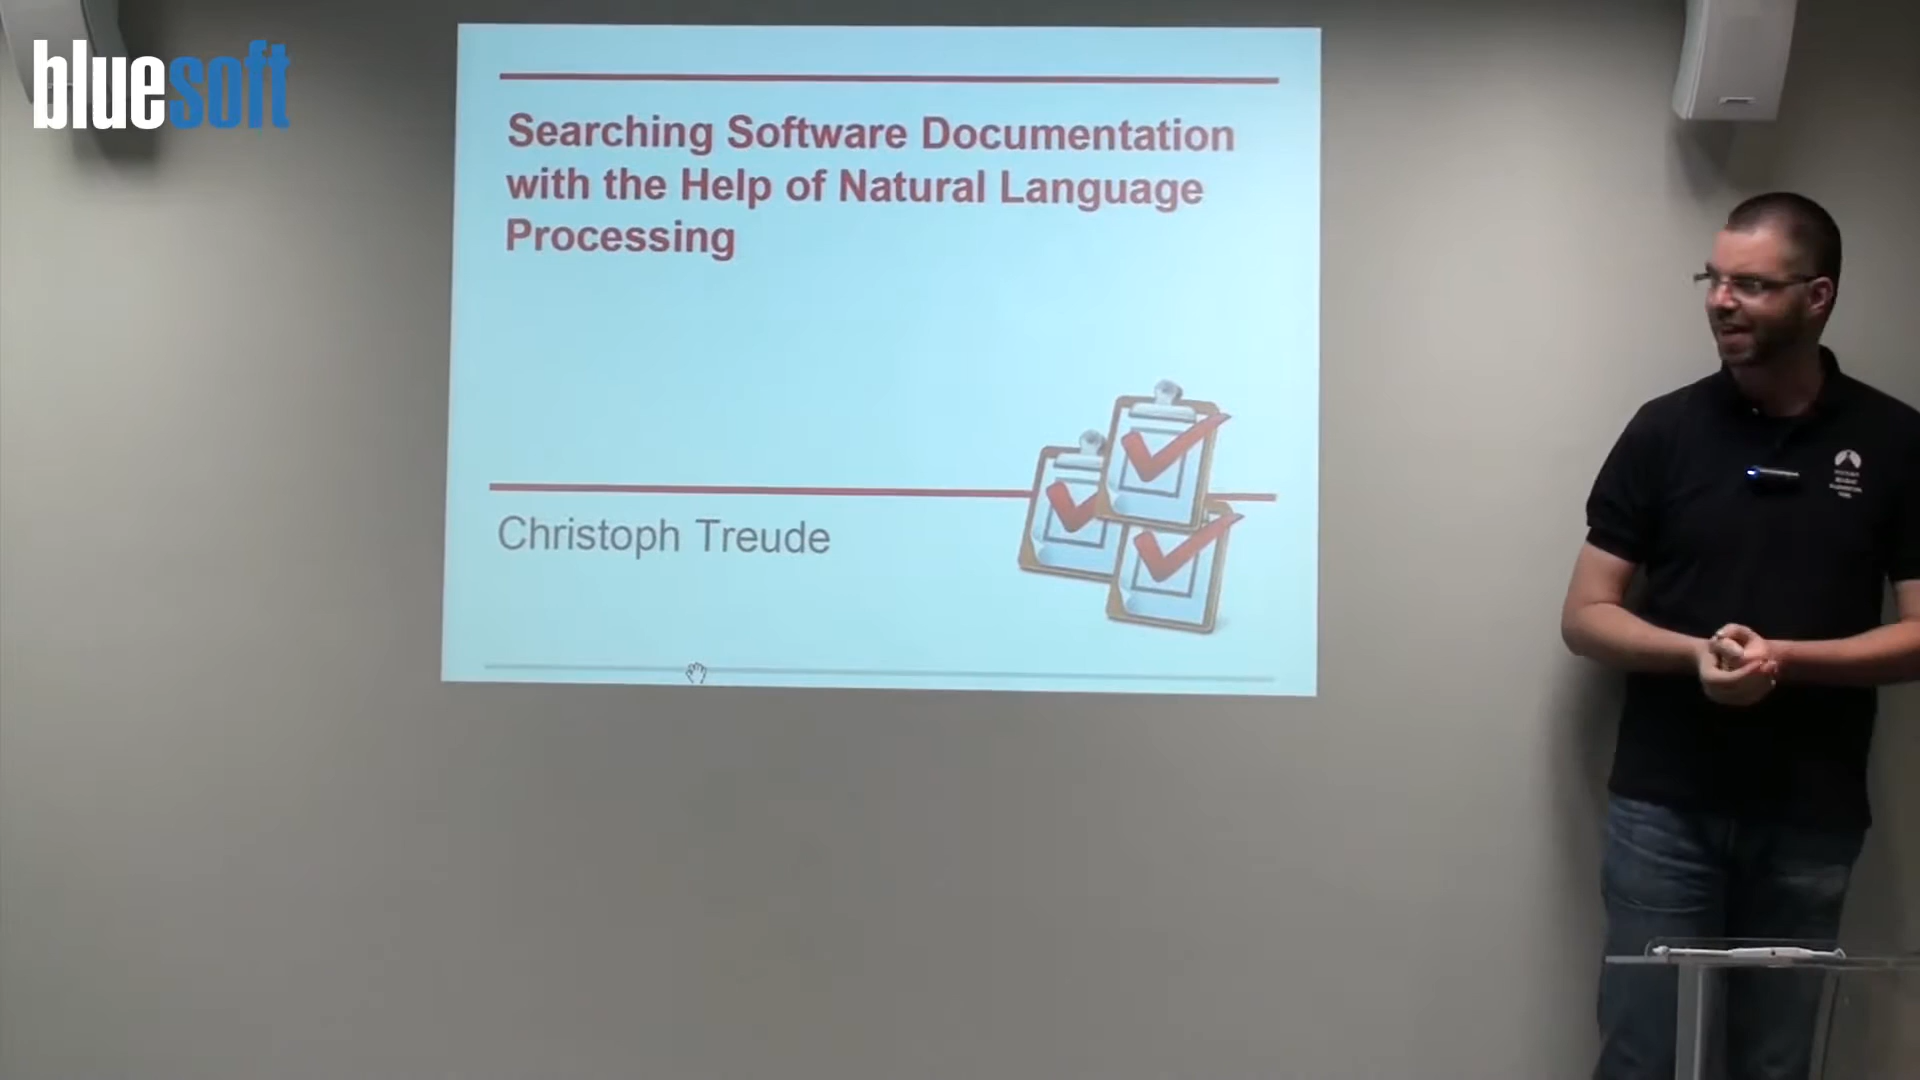 bluesoft
Searching Software Documentation
with the Help of Natural Language
Processing
Christoph Treude